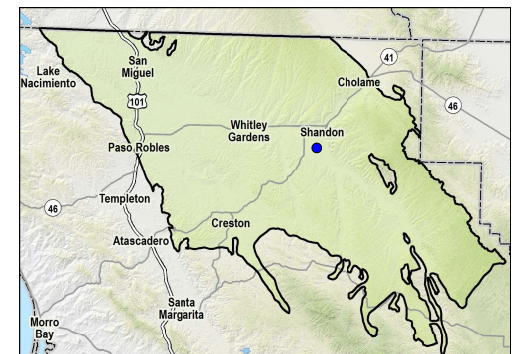 San
Miguel
Lake
Nacimiento
41
Cholame
101
46
Whitley
Gardens
Shandon
Paso Robles
Templeton
46
Creston
Atascadero
Santa
Margarita
Morro
Bay